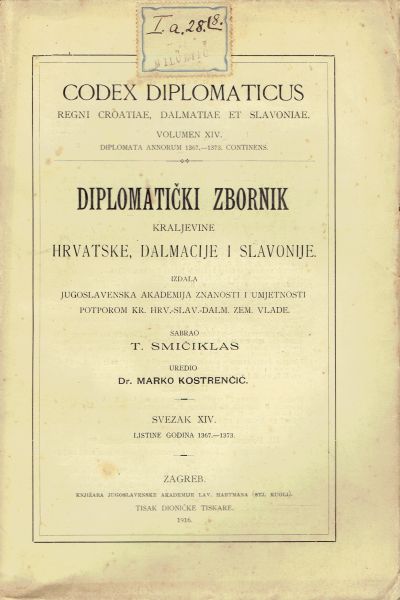 I. a. 28./8.
CODEX DIPLOMATICUS
REGNI CROATIAE, DALMATIAE ET SLAVONIAE.
VOLUMEN XIV.
DIPLOMATA ANNORUM 1367.—1373. CONTINENS.
DIPLOMATIČKI ZBORNIK
KRALJEVINE
HRVATSKE, DALMACIJE I SLAVONIJE.
IZDALA
JUGOSLAVENSKA AKADEMIJA ZNANOSTI I UMJETNOSTI
POTPOROM KR. HRV.-SLAV.-DALM. ZEM. VLADE.
SABRAO
T. SMIČIKLAS
UREDIO
Dr. MARKO KOSTRENČIĆ.
SVEZAK XIV.
LISTINE GODINA 1367.—1373.
ZAGREB.
KNJIŽARA JUGOSLAVENSKE AKADEMIJE LAV. HARTMANA (STJ. KUGLI).
TISAK DIONIČKE TISKARE.
1916.